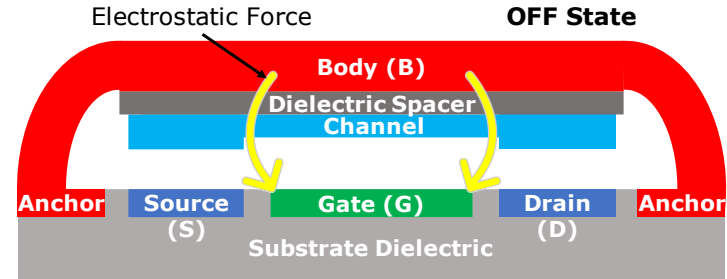 Electrostatic Force
OFF State
Body (B)
Dielectric Spacer
Channel
Anchor
Source
(S)
Gate (G)
Drain
(D)
Anchor
Substrate Dielectric